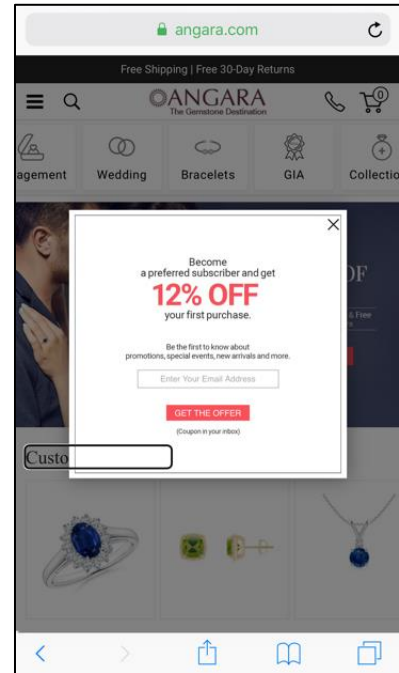 angara.com
Free Shipping | Free 30-Day Returns
ANGARA
0
The Gemstone Destination
agement Wedding Bracelets GIA Collectio
OF
Become
a preferred subscriber and get
12% OFF
your first purchase.
& Free
Be the first to know about
promotions, special events, new arrivals and more.
Enter Your Email Address
GET THE OFFER
(Coupon in your inbox)
Custo